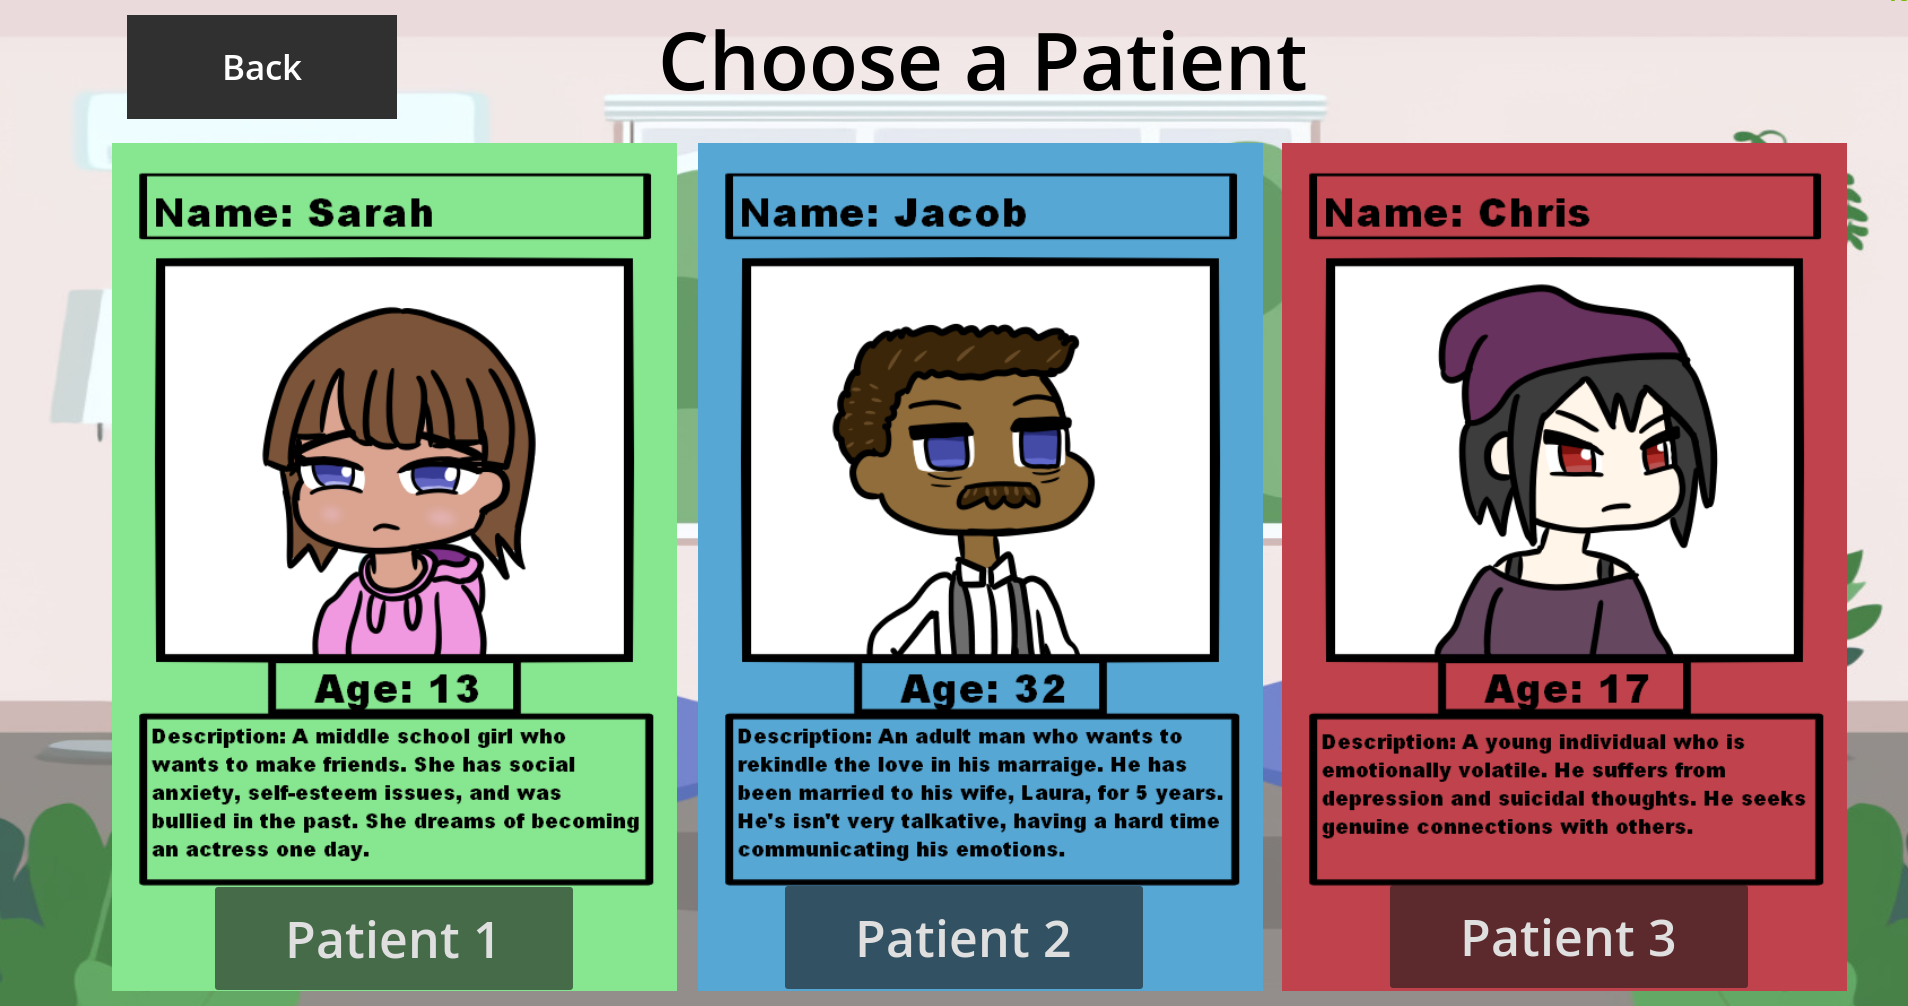 Back
Choose a Patient
Name: Sarah
Age: 13
Description: A middle school girl who
wants to make friends. She has social
anxiety, self-esteem issues, and was
bullied in the past. She dreams of becoming
an actress one day.
Patient 1
Name: Jacob
Age: 32
Description: An adult man who wants to
rekindle the love in his marraige. He has
been married to his wife, Laura, for 5 years.
He's isn't very talkative, having a hard time
communicating his emotions.
Patient 2
Name: Chris
Age: 17
Description: A young individual who is
emotionally volatile. He suffers from
depression and suicidal thoughts. He seeks
genuine connections with others.
Patient 3